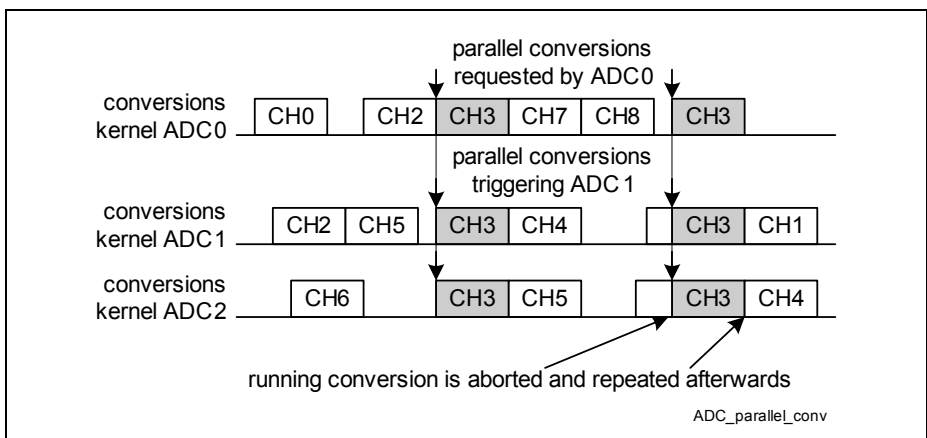 parallel conversions
requested by ADC0
conversions
kernel ADC0
CH0 CH2 CH3 CH7 CH8 CH3
parallel conversions
triggering ADC1
conversions
kernel ADC1
CH2 CH5 CH3 CH4 CH3 CH1
conversions
kernel ADC2
CH6 CH3 CH5 CH3 CH4
running conversion is aborted and repeated afterwards
ADC_parallel_conv